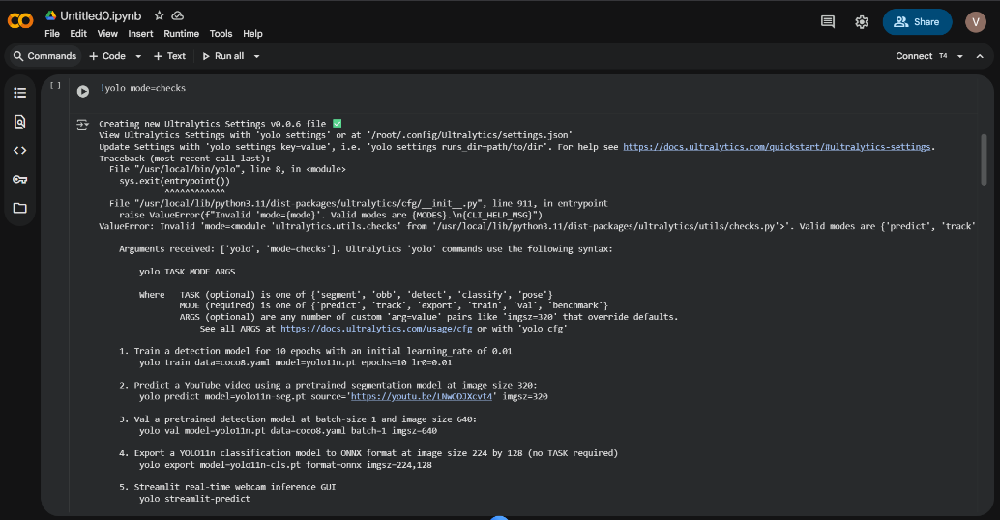 Untitled0.ipynb
File Edit View Insert Runtime Tools Help
Share
V
Commands + Code + Text Run all
Connect T4
[ ] !yolo mode=checks
Creating new Ultralytics Settings v0.0.6 file ✅
View Ultralytics Settings with 'yolo settings' or at '/root/.config/Ultralytics/settings.json'
Update Settings with 'yolo settings key=value', i.e. 'yolo settings runs_dir=path/to/dir'. For help see https://docs.ultralytics.com/quickstart/#ultralytics-settings.
Traceback (most recent call last):
File "/usr/local/bin/yolo", line 8, in <module>
sys.exit(entrypoint())
^^^^^^^^^^^^
File "/usr/local/lib/python3.11/dist-packages/ultralytics/cfg/__init__.py", line 911, in entrypoint
raise ValueError(f"Invalid 'mode={mode}'. Valid modes are {MODES}.\n{CLI_HELP_MSG}")
ValueError: Invalid 'mode=<module 'ultralytics.utils.checks' from '/usr/local/lib/python3.11/dist-packages/ultralytics/utils/checks.py'>'. Valid modes are {'predict', 'track'
Arguments received: ['yolo', 'mode=checks']. Ultralytics 'yolo' commands use the following syntax:
yolo TASK MODE ARGS
Where TASK (optional) is one of {'segment', 'obb', 'detect', 'classify', 'pose'}
MODE (required) is one of {'predict', 'track', 'export', 'train', 'val', 'benchmark'}
ARGS (optional) are any number of custom 'arg=value' pairs like 'imgsz=320' that override defaults.
See all ARGS at https://docs.ultralytics.com/usage/cfg or with 'yolo cfg'
1. Train a detection model for 10 epochs with an initial learning_rate of 0.01
yolo train data=coco8.yaml model=yolo11n.pt epochs=10 lr0=0.01
2. Predict a YouTube video using a pretrained segmentation model at image size 320:
yolo predict model=yolo11n-seg.pt source='https://youtu.be/LNwODJXcvt4' imgsz=320
3. Val a pretrained detection model at batch-size 1 and image size 640:
yolo val model=yolo11n.pt data=coco8.yaml batch=1 imgsz=640
4. Export a YOLO11n classification model to ONNX format at image size 224 by 128 (no TASK required)
yolo export model=yolo11n-cls.pt format=onnx imgsz=224,128
5. Streamlit real-time webcam inference GUI
yolo streamlit-predict